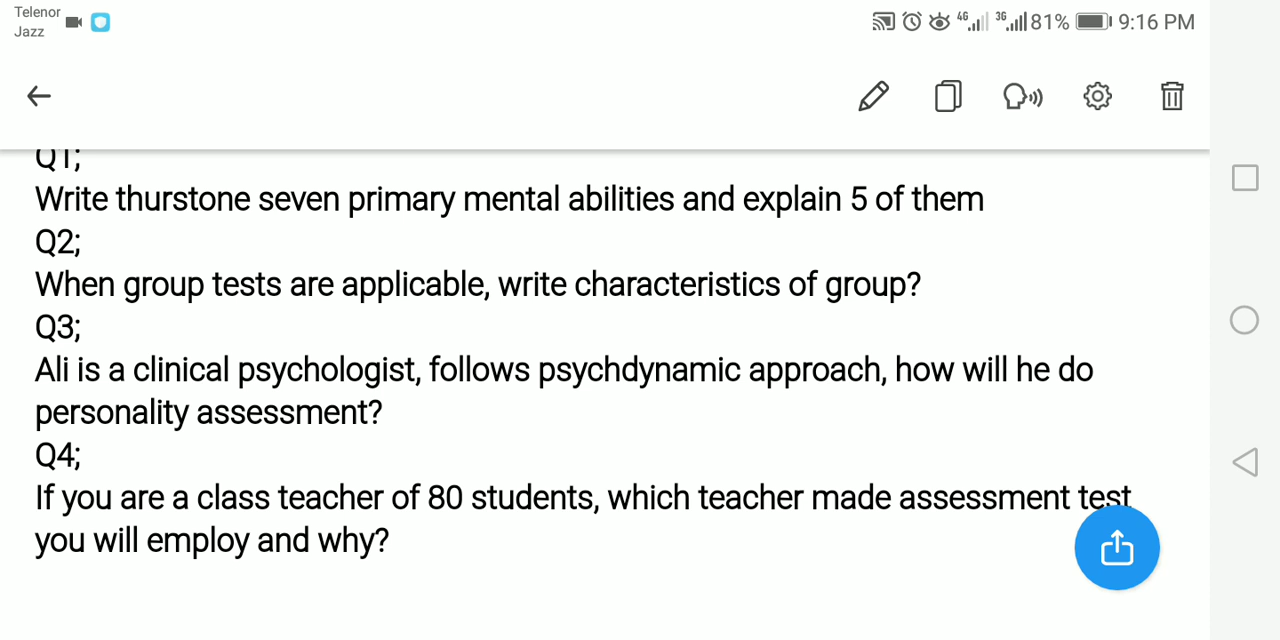 Telenor
Jazz
4G 3G 81% 9:16 PM
Q1;
Write thurstone seven primary mental abilities and explain 5 of them
Q2;
When group tests are applicable, write characteristics of group?
Q3;
Ali is a clinical psychologist, follows psychdynamic approach, how will he do
personality assessment?
Q4;
If you are a class teacher of 80 students, which teacher made assessment test
you will employ and why?